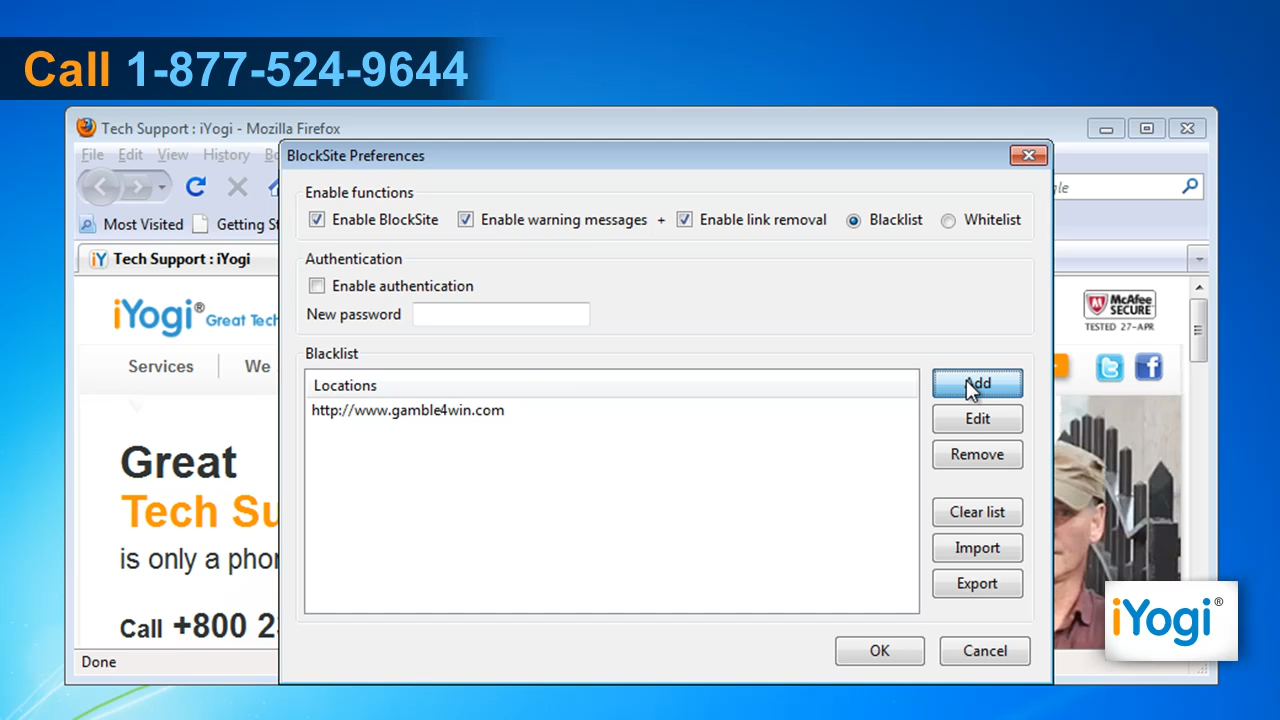 Call 1-877-524-9644
Tech Support : iYogi - Mozilla Firefox
File Edit View History
BlockSite Preferences
Enable functions
Enable BlockSite Enable warning messages + Enable link removal Blacklist Whitelist
Most Visited Getting St
Authentication
Tech Support : iYogi
Enable authentication
New password
iYogi® Great Tech
McAfee
SECURE
TESTED 27-APR
Services We
Blacklist
Locations
http://www.gamble4win.com
Add
Edit
Remove
Clear list
Import
Export
Great
Tech Su
is only a pho
Call +800 2
iYogi®
OK Cancel
Done